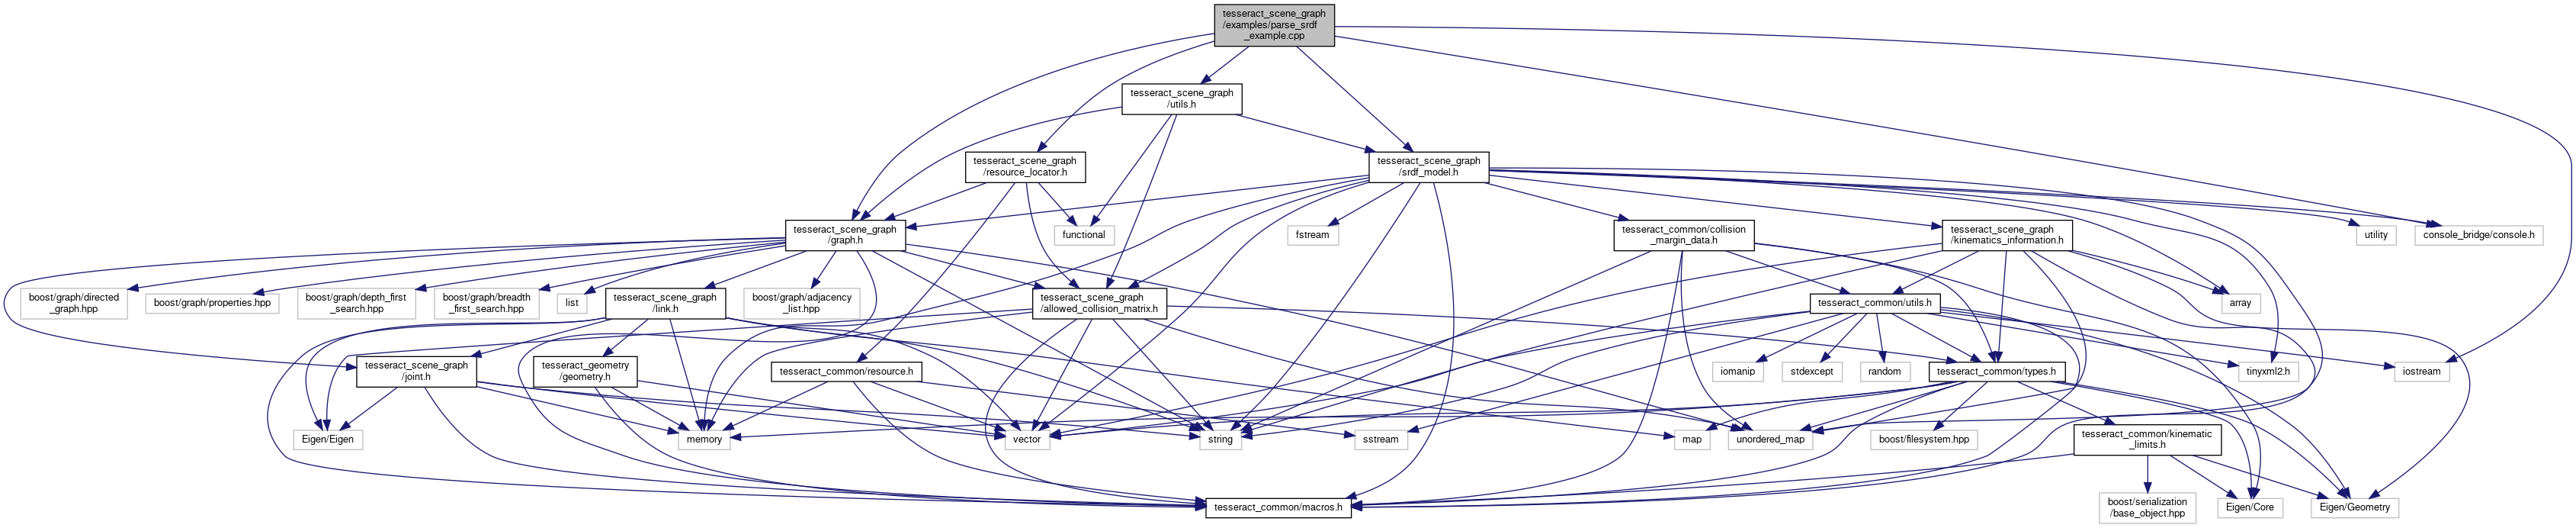 tesseract_scene_graph
/examples/parse_srdf
_example.cpp
tesseract_scene_graph
/utils.h
tesseract_scene_graph
/resource_locator.h
tesseract_scene_graph
/srdf_model.h
tesseract_scene_graph
/graph.h
functional
fstream
tesseract_common/collision
_margin_data.h
tesseract_scene_graph
/kinematics_information.h
utility
console_bridge/console.h
boost/graph/directed
_graph.hpp
boost/graph/properties.hpp
boost/graph/depth_first
_search.hpp
boost/graph/breadth
_first_search.hpp
list
tesseract_scene_graph
/link.h
boost/graph/adjacency
_list.hpp
tesseract_scene_graph
/allowed_collision_matrix.h
tesseract_common/utils.h
array
tesseract_scene_graph
/joint.h
tesseract_geometry
/geometry.h
tesseract_common/resource.h
iomanip
stdexcept
random
tesseract_common/types.h
tinyxml2.h
iostream
Eigen/Eigen
memory
vector
string
sstream
map
unordered_map
boost/filesystem.hpp
tesseract_common/kinematic
_limits.h
tesseract_common/macros.h
boost/serialization
/base_object.hpp
Eigen/Core
Eigen/Geometry